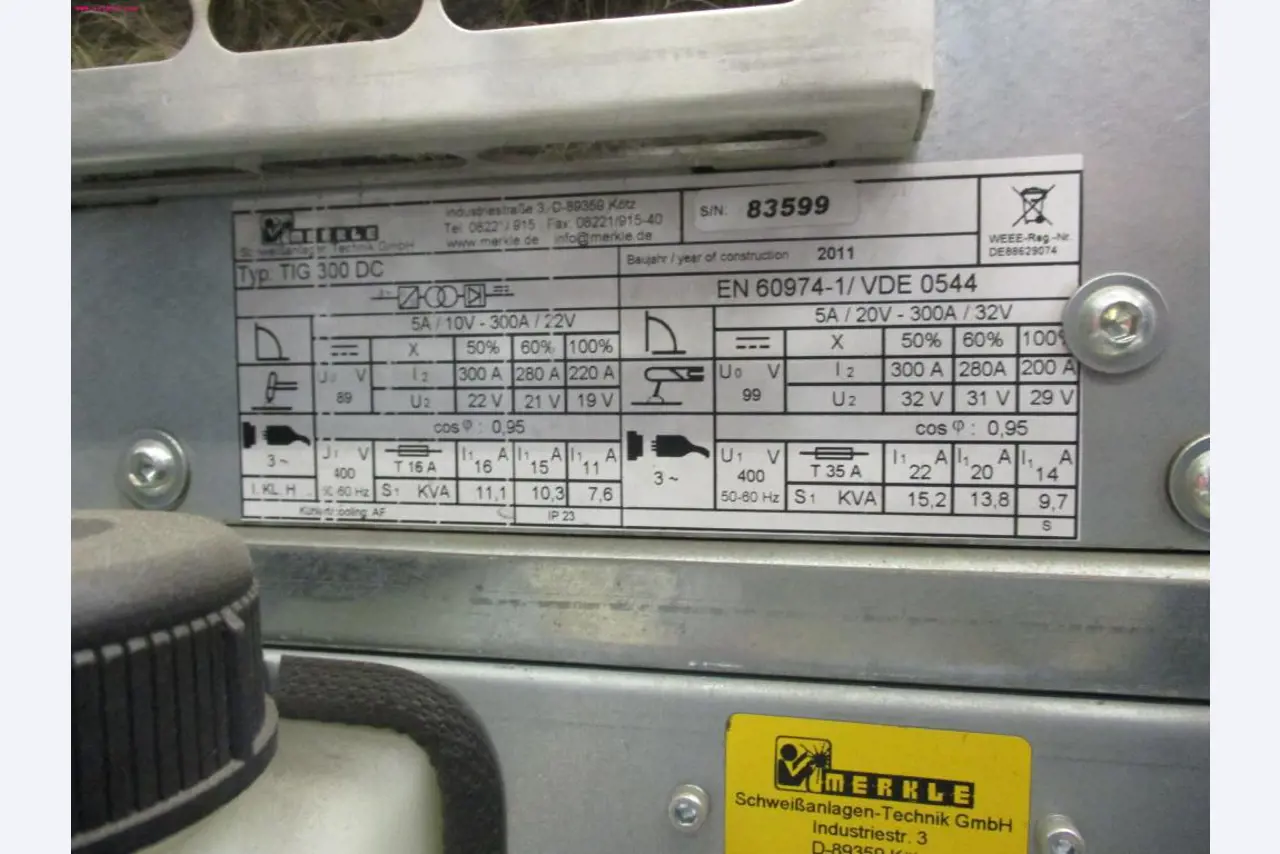 MERKLE
Schweißanlagen-Technik GmbH
Industriestraße 3, D-89359 Kötz
Tel. 08221 / 915 Fax: 08221/915-40
www.merkle.de info@merkle.de
S/N: 83599
WEEE-Reg.-Nr.
DE88629074
Baujahr / year of construction 2011
Typ: TIG 300 DC
EN 60974-1/ VDE 0544
5A / 10V - 300A / 22V
X 50% 60% 100%
U0 V I2 300 A 280 A 220 A
89 U2 22 V 21 V 19 V
cos φ : 0,95
3 ~ U1 V 400 T 16 A I1 A 16 I1 A 15 I1 A 11
I. KL. H 50-60 Hz S1 KVA 11,1 10,3 7,6
cooling: AF IP 23
5A / 20V - 300A / 32V
X 50% 60% 100%
U0 V I2 300 A 280A 200 A
99 U2 32 V 31 V 29 V
cos φ : 0,95
3 ~ U1 V 400 T 35 A I1 A 22 I1 A 20 I1 A 14
50-60 Hz S1 KVA 15,2 13,8 9,7
S
MERKLE
Schweißanlagen-Technik GmbH
Industriestr. 3
D-89359